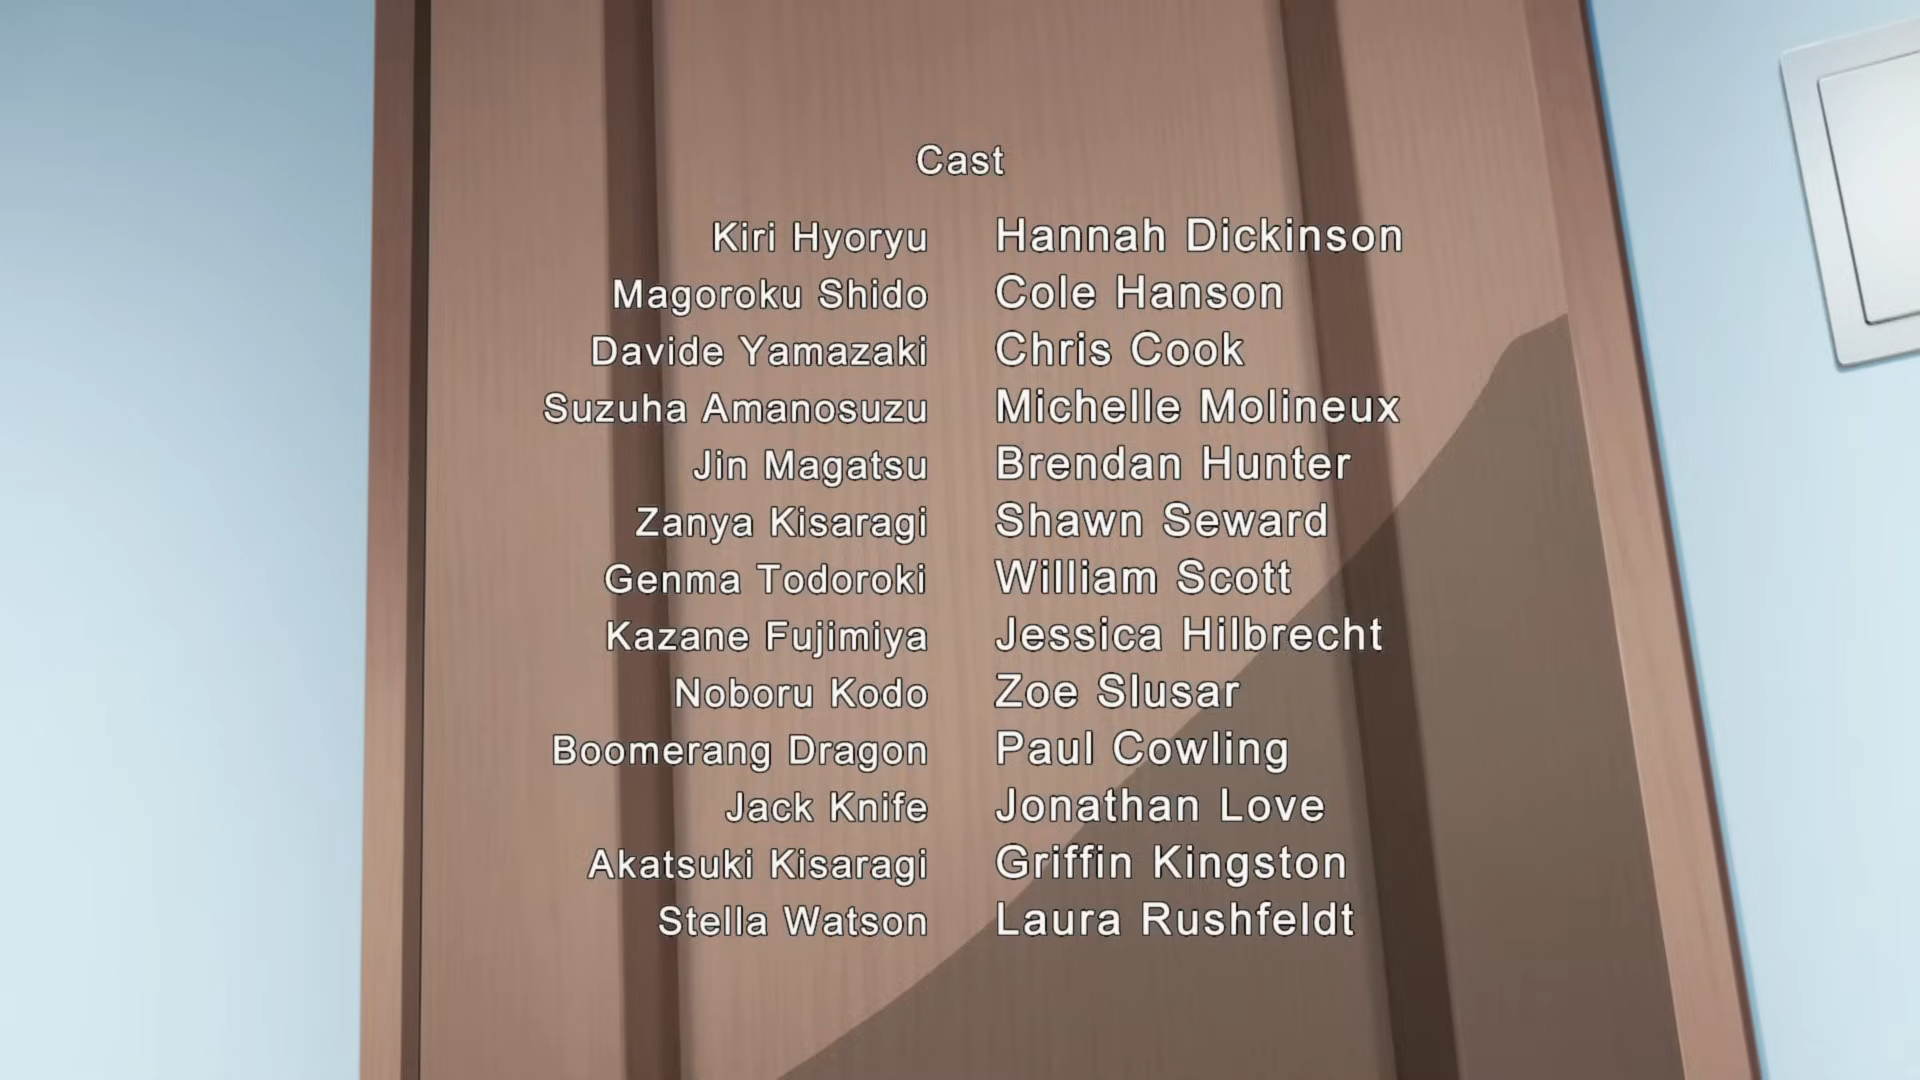 Cast
Kiri Hyoryu Hannah Dickinson
Magoroku Shido Cole Hanson
Davide Yamazaki Chris Cook
Suzuha Amanosuzu Michelle Molineux
Jin Magatsu Brendan Hunter
Zanya Kisaragi Shawn Seward
Genma Todoroki William Scott
Kazane Fujimiya Jessica Hilbrecht
Noboru Kodo Zoe Slusar
Boomerang Dragon Paul Cowling
Jack Knife Jonathan Love
Akatsuki Kisaragi Griffin Kingston
Stella Watson Laura Rushfeldt